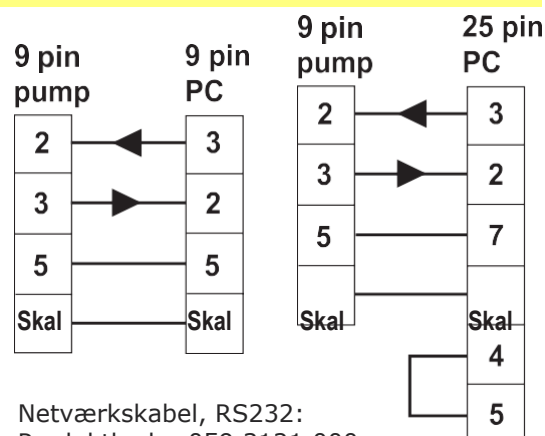 9 pin pump
9 pin PC
2 3
3 2
5 5
Skal Skal
9 pin pump
25 pin PC
2 3
3 2
5 7
Skal Skal
4
5
Netværkskabel, RS232: